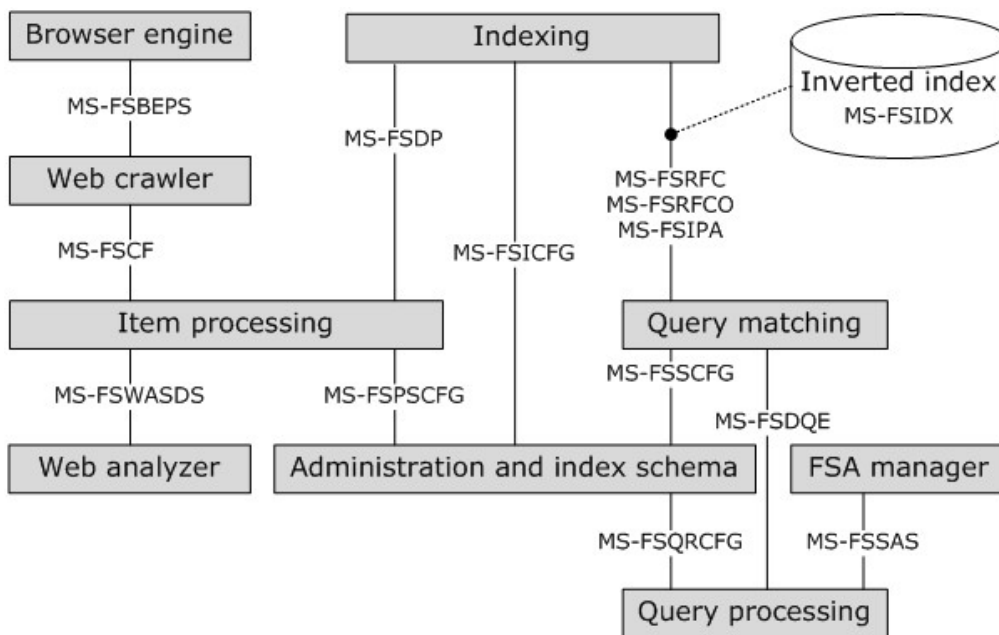 Browser engine
Indexing
Inverted index
MS-FSIDX
MS-FSBEPS
MS-FSDP
Web crawler
MS-FSRFC
MS-FSRFCO
MS-FSIPA
MS-FSCF
MS-FSICFG
Item processing
Query matching
MS-FSWASDS
MS-FSPSCFG
MS-FSSCFG
MS-FSDQE
Web analyzer
Administration and index schema
FSA manager
MS-FSQRCFG
MS-FSSAS
Query processing